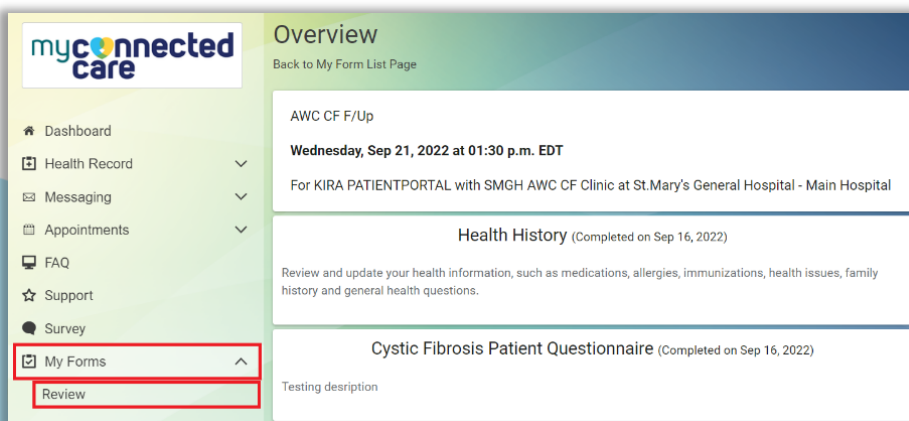 myconnected
care
Dashboard
Health Record
Messaging
Appointments
FAQ
Support
Survey
My Forms
Review
Overview
Back to My Form List Page
AWC CF F/Up
Wednesday, Sep 21, 2022 at 01:30 p.m. EDT
For KIRA PATIENTPORTAL with SMGH AWC CF Clinic at St.Mary's General Hospital - Main Hospital
Health History (Completed on Sep 16, 2022)
Review and update your health information, such as medications, allergies, immunizations, health issues, family
history and general health questions.
Cystic Fibrosis Patient Questionnaire (Completed on Sep 16, 2022)
Testing desription